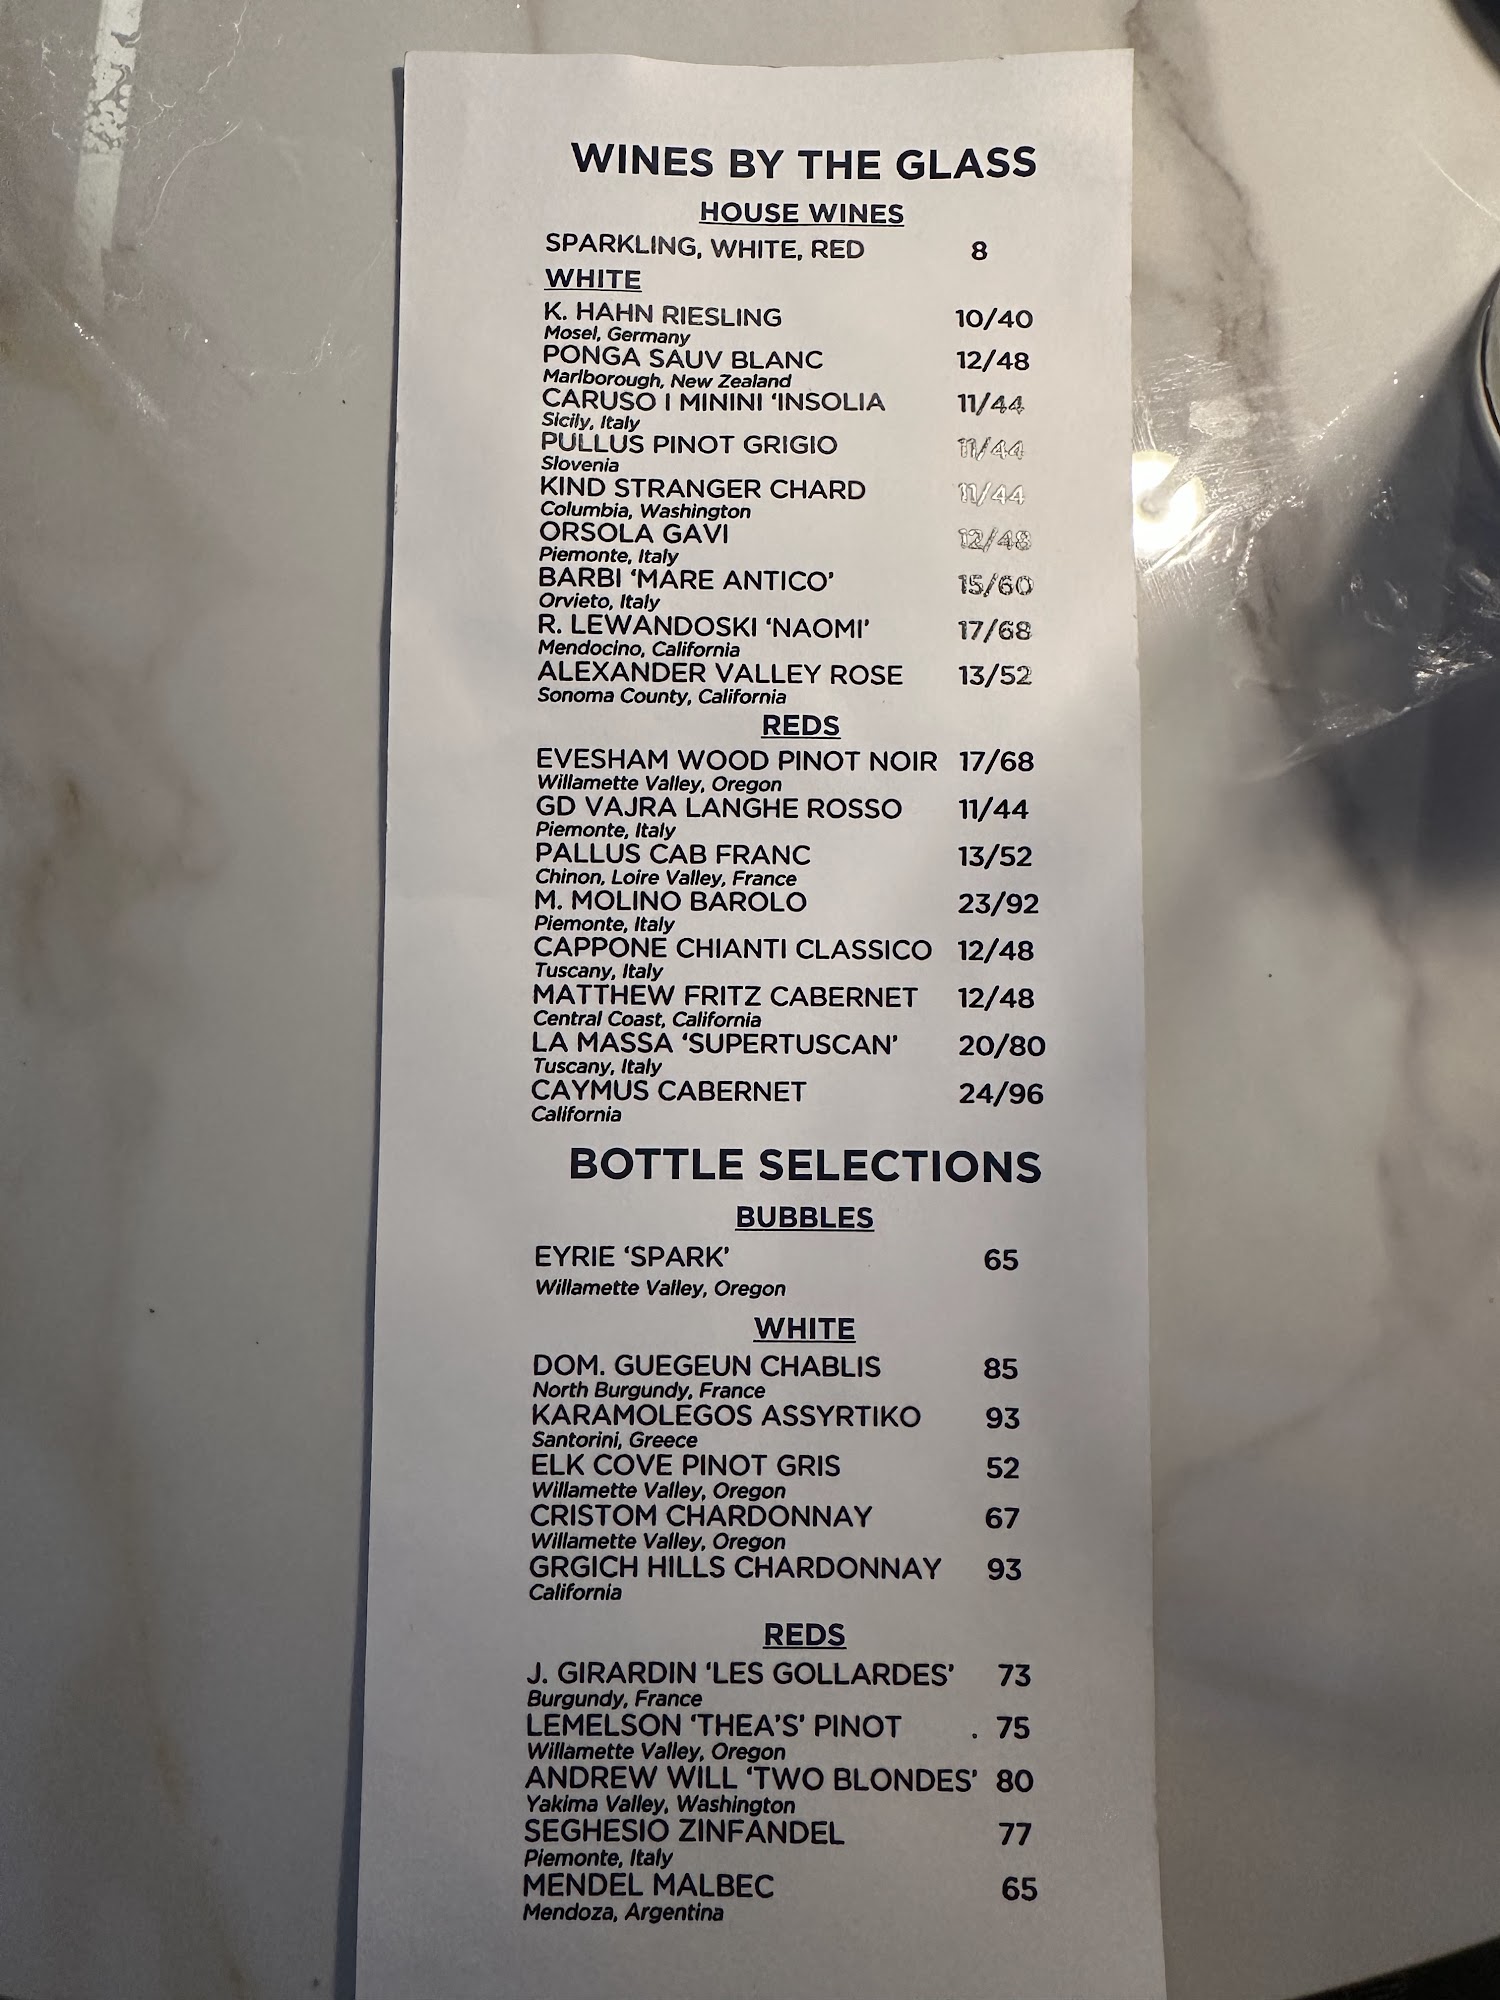 WINES BY THE GLASS
HOUSE WINES
SPARKLING, WHITE, RED 8
WHITE
K. HAHN RIESLING 10/40
Mosel, Germany
PONGA SAUV BLANC 12/48
Marlborough, New Zealand
CARUSO I MININI ‘INSOLIA 11/44
Sicily, Italy
PULLUS PINOT GRIGIO 11/44
Slovenia
KIND STRANGER CHARD 11/44
Columbia, Washington
ORSOLA GAVI 12/48
Piemonte, Italy
BARBI ‘MARE ANTICO’ 15/60
Orvieto, Italy
R. LEWANDOSKI ‘NAOMI’ 17/68
Mendocino, California
ALEXANDER VALLEY ROSE 13/52
Sonoma County, California
REDS
EVESHAM WOOD PINOT NOIR 17/68
Willamette Valley, Oregon
GD VAJRA LANGHE ROSSO 11/44
Piemonte, Italy
PALLUS CAB FRANC 13/52
Chinon, Loire Valley, France
M. MOLINO BAROLO 23/92
Piemonte, Italy
CAPPONE CHIANTI CLASSICO 12/48
Tuscany, Italy
MATTHEW FRITZ CABERNET 12/48
Central Coast, California
LA MASSA ‘SUPERTUSCAN’ 20/80
Tuscany, Italy
CAYMUS CABERNET 24/96
California
BOTTLE SELECTIONS
BUBBLES
EYRIE ‘SPARK’ 65
Willamette Valley, Oregon
WHITE
DOM. GUEGEUN CHABLIS 85
North Burgundy, France
KARAMOLEGOS ASSYRTIKO 93
Santorini, Greece
ELK COVE PINOT GRIS 52
Willamette Valley, Oregon
CRISTOM CHARDONNAY 67
Willamette Valley, Oregon
GRGICH HILLS CHARDONNAY 93
California
REDS
J. GIRARDIN ‘LES GOLLARDES’ 73
Burgundy, France
LEMELSON ‘THEA’S’ PINOT . 75
Willamette Valley, Oregon
ANDREW WILL ‘TWO BLONDES’ 80
Yakima Valley, Washington
SEGHESIO ZINFANDEL 77
Piemonte, Italy
MENDEL MALBEC 65
Mendoza, Argentina